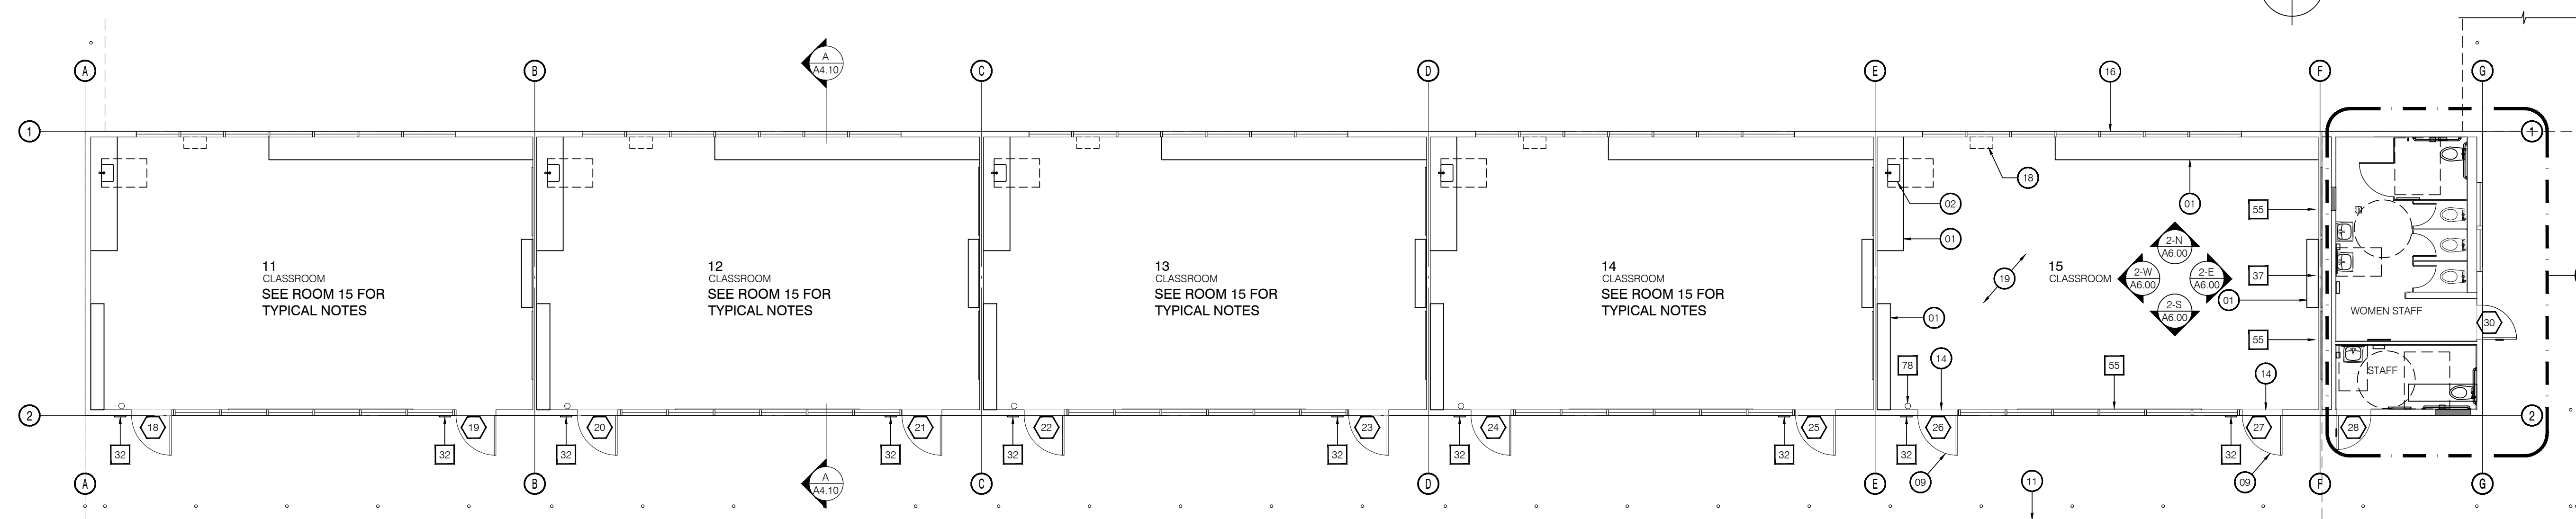 A
A4.10
A
B
C
D
E
16
F
G
1
1
18
02
01
55
01
11
CLASSROOM
SEE ROOM 15 FOR
TYPICAL NOTES
12
CLASSROOM
SEE ROOM 15 FOR
TYPICAL NOTES
13
CLASSROOM
SEE ROOM 15 FOR
TYPICAL NOTES
14
CLASSROOM
SEE ROOM 15 FOR
TYPICAL NOTES
19
15
CLASSROOM
2-N
A6.00
2-W
A6.00
2-E
A6.00
2-S
A6.00
37
01
01
WOMEN STAFF
30
55
78
14
55
14
STAFF
2
2
18
19
20
21
22
23
24
25
26
27
28
32
32
32
32
32
32
32
32
32
32
A
B
A
A4.10
C
D
E
09
11
09
F
G